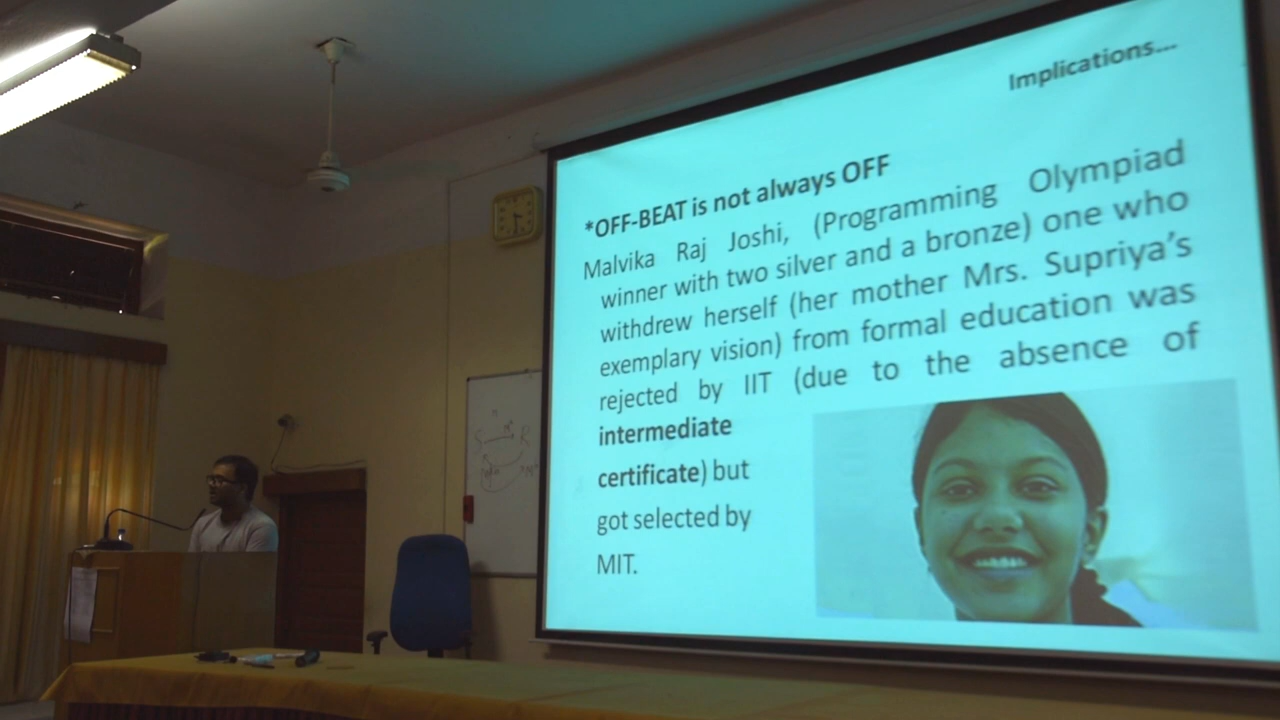 Implications...
*OFF-BEAT is not always OFF
Malvika Raj Joshi, (Programming Olympiad
winner with two silver and a bronze) one who
withdrew herself (her mother Mrs. Supriya's
exemplary vision) from formal education was
rejected by IIT (due to the absence of
intermediate
certificate) but
got selected by
MIT.